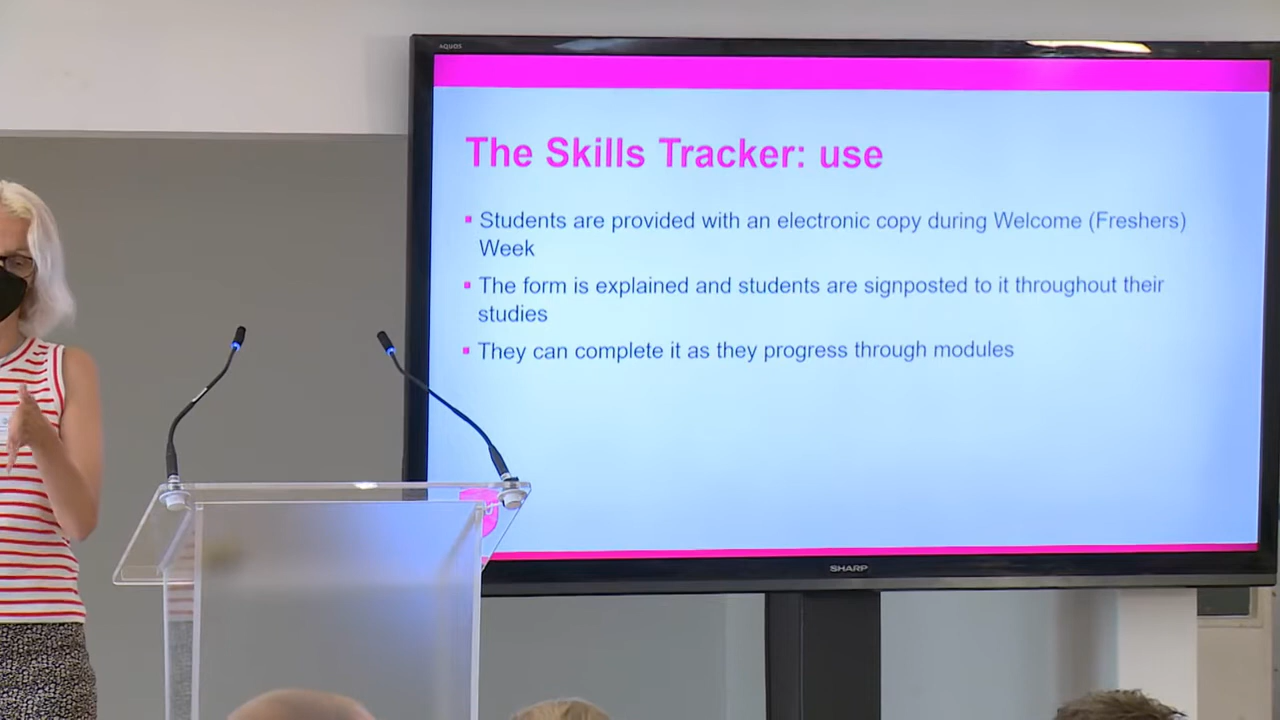 AQUOS
The Skills Tracker: use
▪ Students are provided with an electronic copy during Welcome (Freshers)
Week
▪ The form is explained and students are signposted to it throughout their
studies
▪ They can complete it as they progress through modules
SHARP